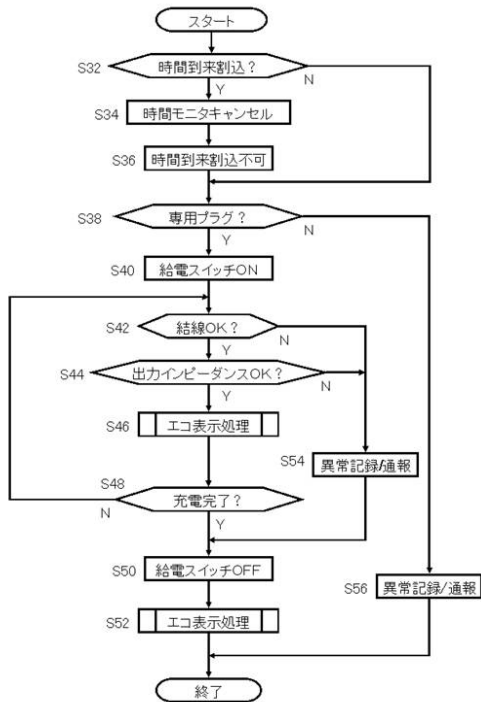 スタート
S32 時間到来割込？ N
Y
S34 時間モニタキャンセル
S36 時間到来割込不可
S38 専用プラグ？ N
Y
S40 給電スイッチON
S42 結線OK？ N
Y
S44 出力インピーダンスOK？ N
Y
S46 エコ表示処理
S54 異常記録/通報
S48 充電完了？
N
Y
S50 給電スイッチOFF
S56 異常記録/通報
S52 エコ表示処理
終了